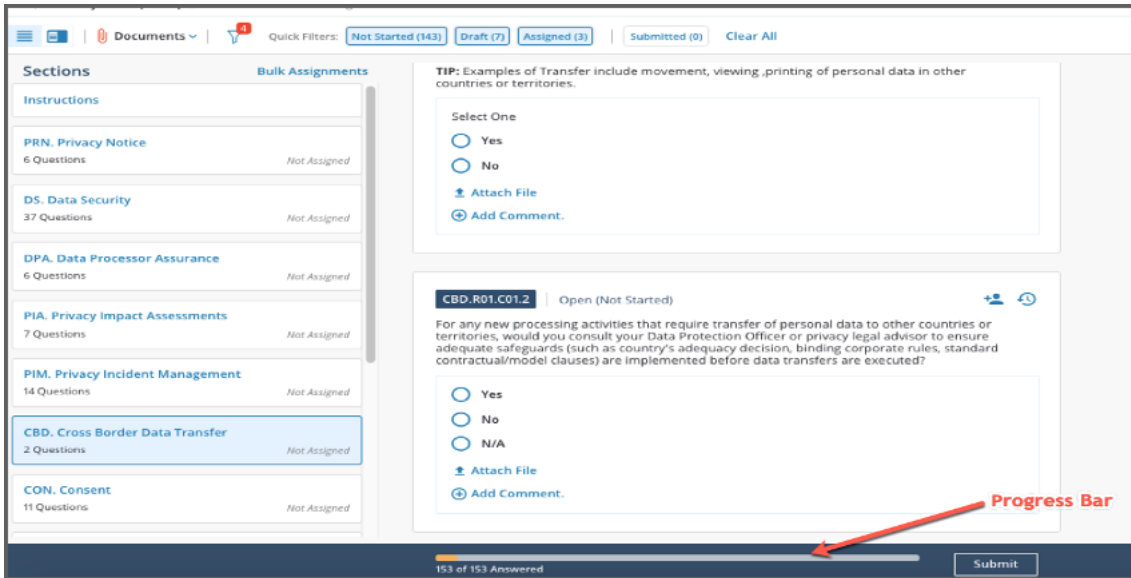 Documents
4
Quick Filters: Not Started (143) Draft (7) Assigned (3) Submitted (0) Clear All
Sections Bulk Assignments
Instructions
PRN. Privacy Notice
6 Questions Not Assigned
DS. Data Security
37 Questions Not Assigned
DPA. Data Processor Assurance
6 Questions Not Assigned
PIA. Privacy Impact Assessments
7 Questions Not Assigned
PIM. Privacy Incident Management
14 Questions Not Assigned
CBD. Cross Border Data Transfer
2 Questions Not Assigned
CON. Consent
11 Questions Not Assigned
TIP: Examples of Transfer include movement, viewing ,printing of personal data in other
countries or territories.
Select One
Yes
No
Attach File
Add Comment.
CBD.R01.C01.2 Open (Not Started)
For any new processing activities that require transfer of personal data to other countries or
territories, would you consult your Data Protection Officer or privacy legal advisor to ensure
adequate safeguards (such as country's adequacy decision, binding corporate rules, standard
contractual/model clauses) are implemented before data transfers are executed?
Yes
No
N/A
Attach File
Add Comment.
Progress Bar
153 of 153 Answered
Submit